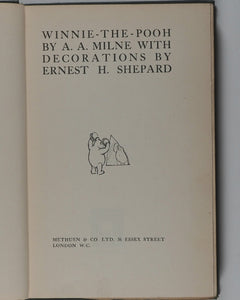 WINNIE-THE-POOH
BY A. A. MILNE WITH
DECORATIONS BY
ERNEST H. SHEPARD
METHUEN & CO. LTD. 36 ESSEX STREET
LONDON W.C.